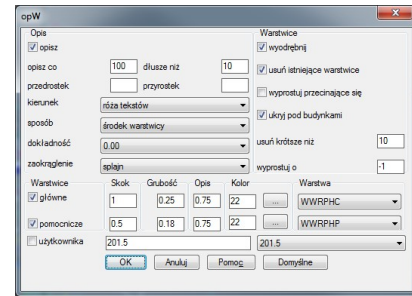 opW
Opis
opisz
opisz co 100 dłusze niż 10
przedrostek przyrostek
kierunek róża tekstów
sposób środek warstwicy
dokładność 0.00
zaokrąglenie splajn
Warstwice
wyodrębnij
usuń istniejące warstwice
wyprostuj przecinające się
ukryj pod budynkami
usuń krótsze niż 10
wyprostuj o -1
Warstwice Skok Grubość Opis Kolor Warstwa
główne 1 0.25 0.75 22 ... WWRPHC
pomocnicze 0.5 0.18 0.75 22 ... WWRPHP
użytkownika 201.5 201.5
OK Anuluj Pomoc Domyślne